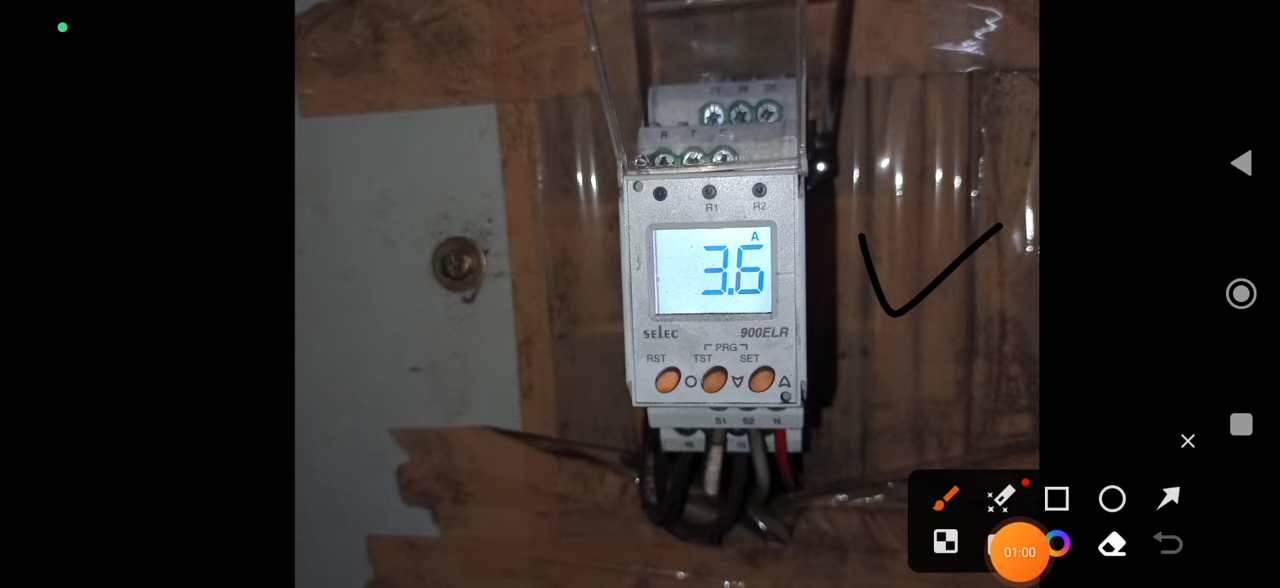 R T
R1 R2
A
3.6
selec 900ELR
PRG
RST TST SET
S1 S2 N
01:00